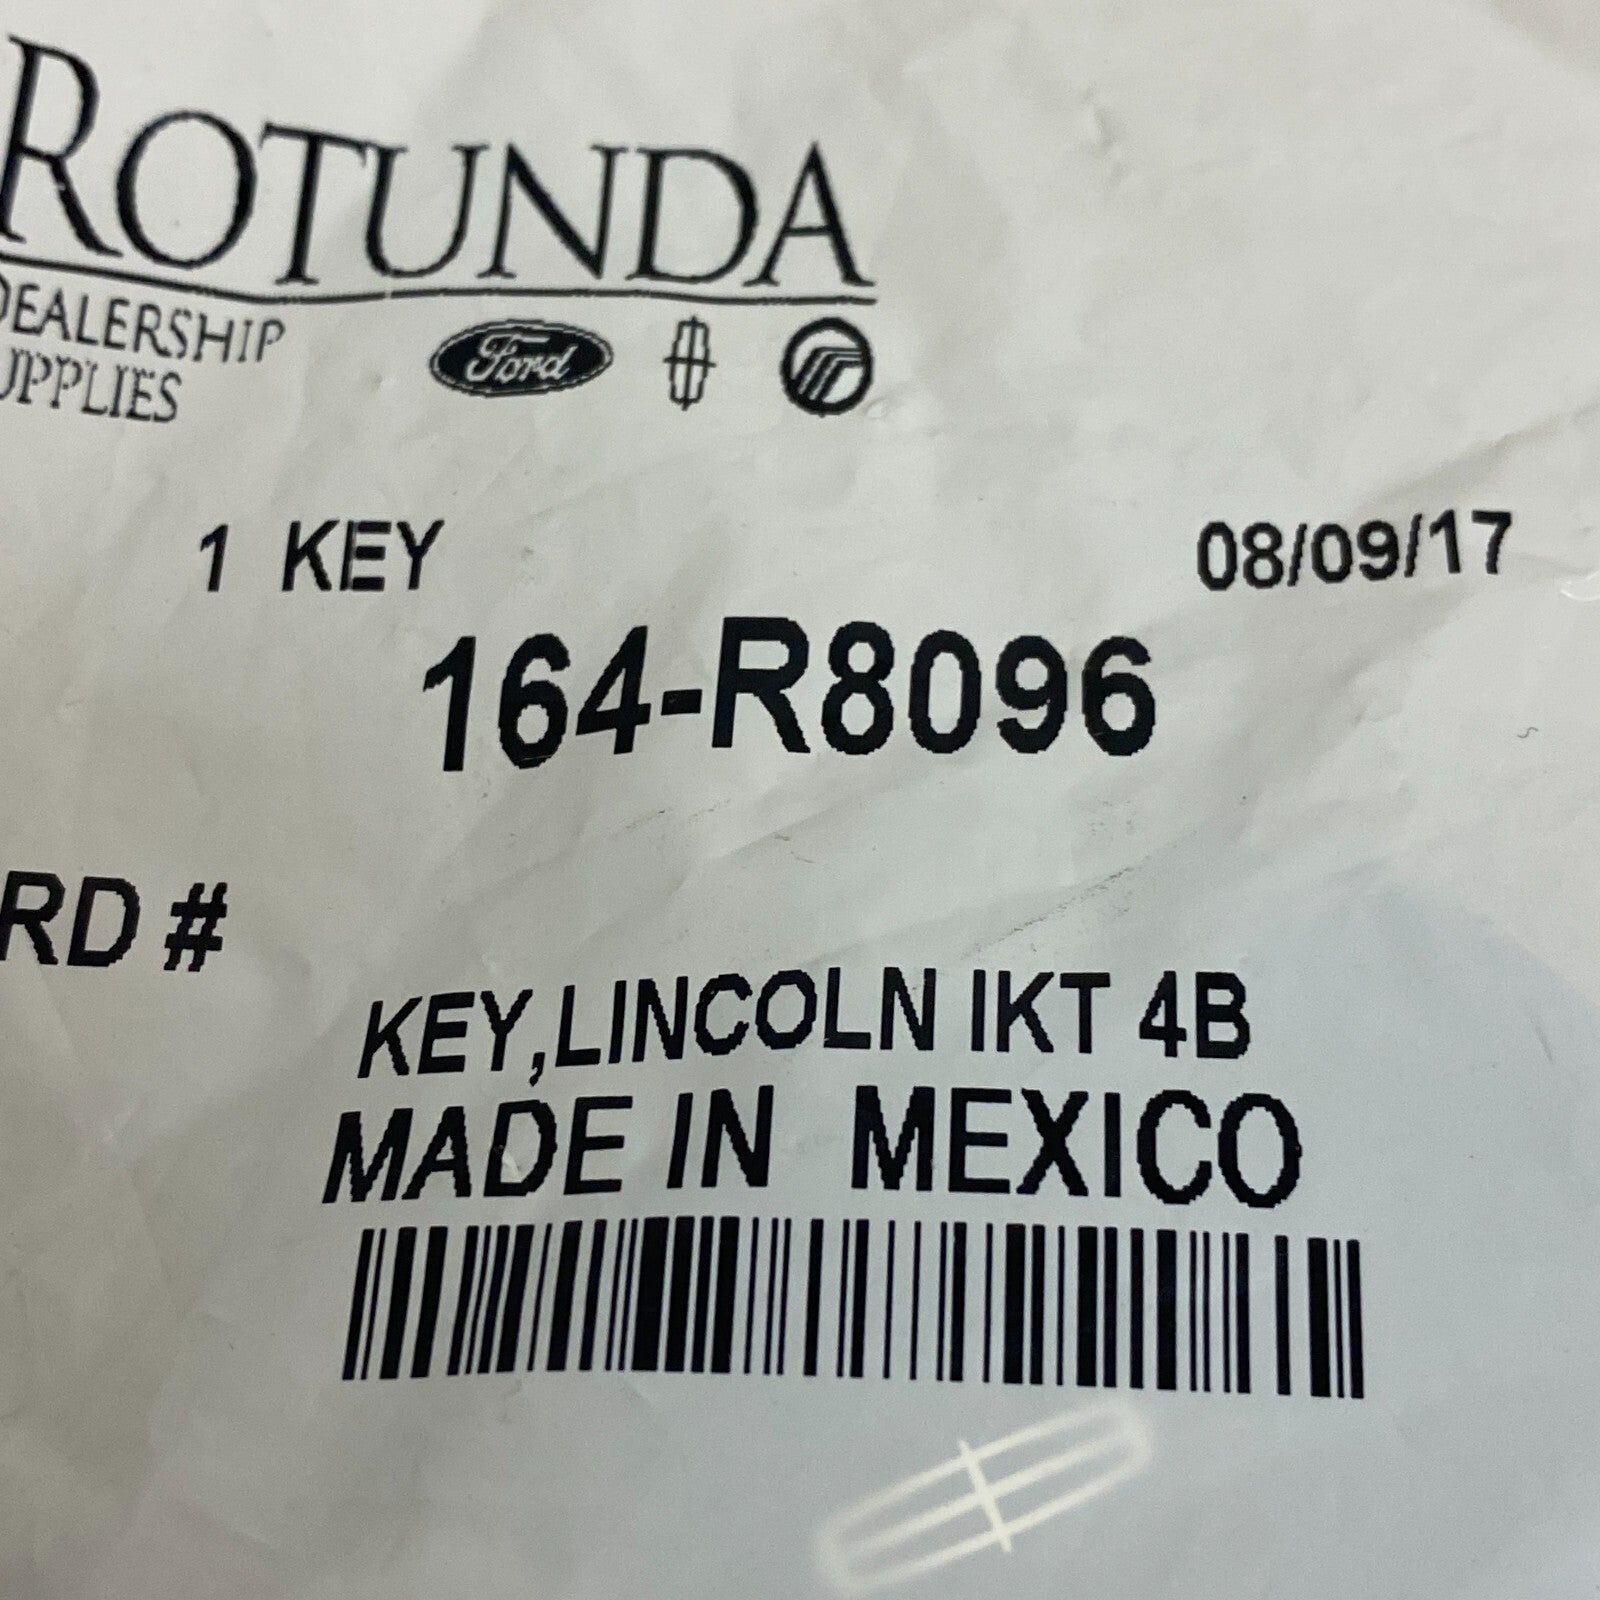 ROTUNDA
DEALERSHIP
UPPLIES
Ford
1 KEY
08/09/17
164-R8096
RD #
KEY,LINCOLN IKT 4B
MADE IN MEXICO